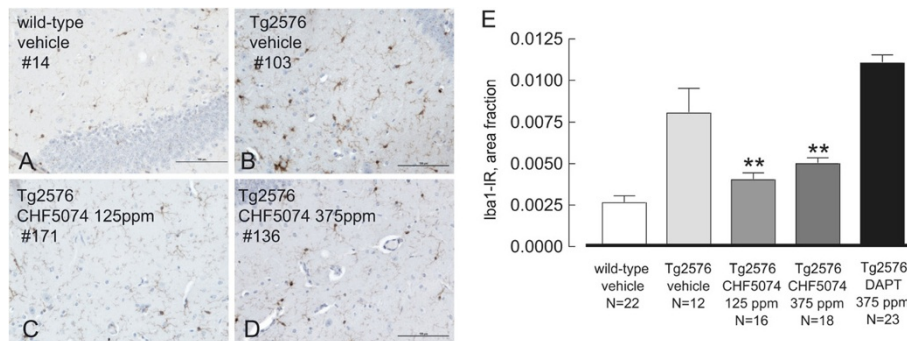 wild-type
vehicle
#14
A
Tg2576
vehicle
#103
B
Tg2576
CHF5074 125ppm
#171
C
Tg2576
CHF5074 375ppm
#136
D
E
Iba1-IR, area fraction
0.0125
0.0100
0.0075
0.0050
0.0025
0.0000
**
**
wild-type
vehicle
N=22
Tg2576
vehicle
N=12
Tg2576
CHF5074
125 ppm
N=16
Tg2576
CHF5074
375 ppm
N=18
Tg2576
DAPT
375 ppm
N=23